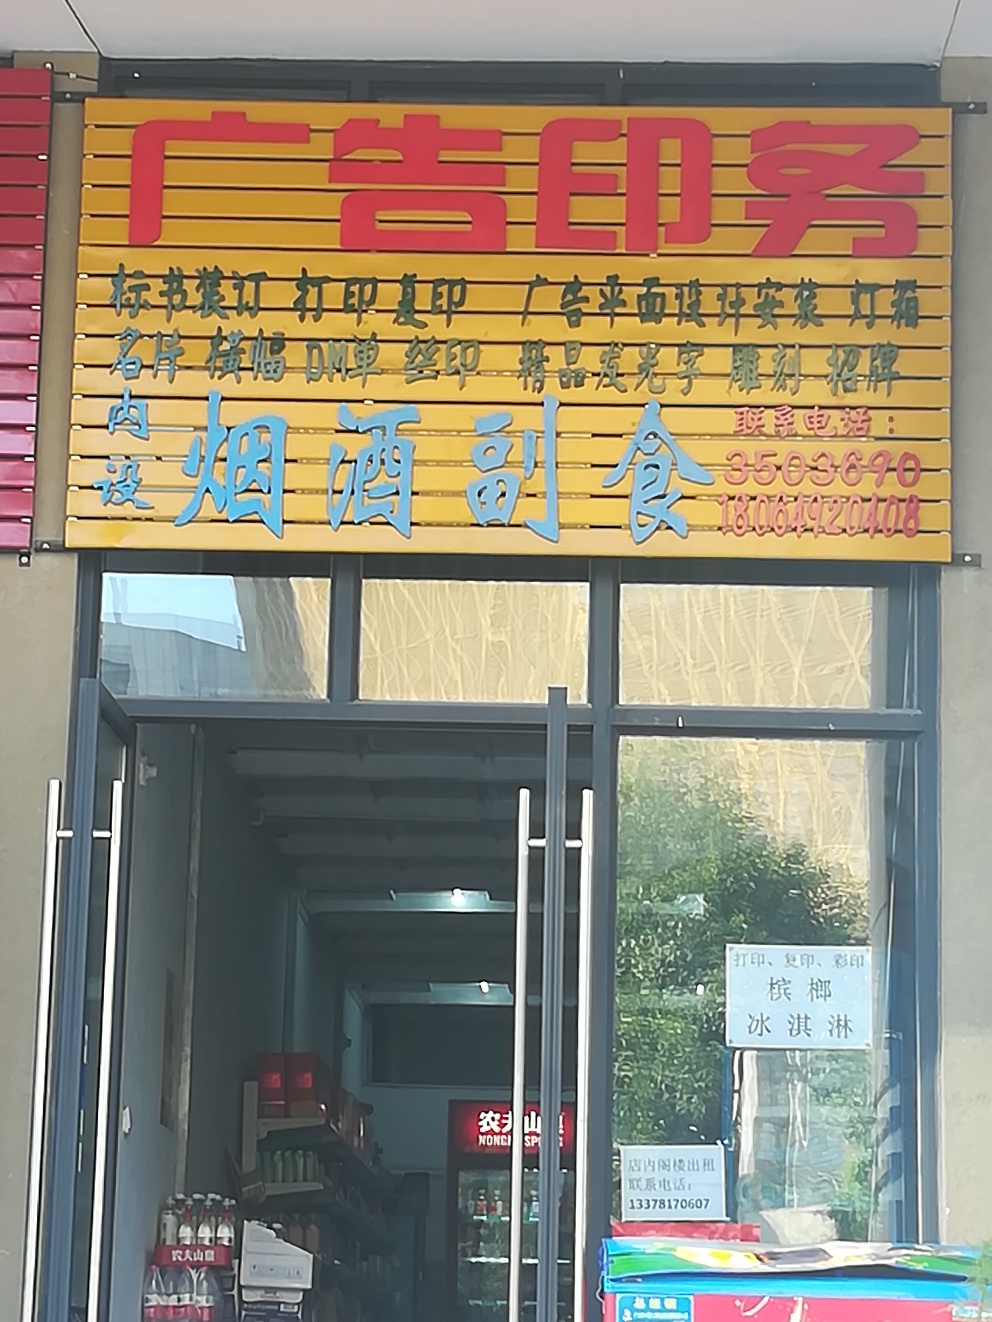 广告印务
标书装订 打印复印 广告平面设计安装 灯箱
名片 横幅 DM单 丝印 精品发光字 雕刻 招牌
内设
烟酒副食
联系电话：
3503690
18064920408
打印、复印、彩印
槟榔
冰淇淋
农夫山泉
店内阁楼出租
联系电话：
13378170607
农夫山泉